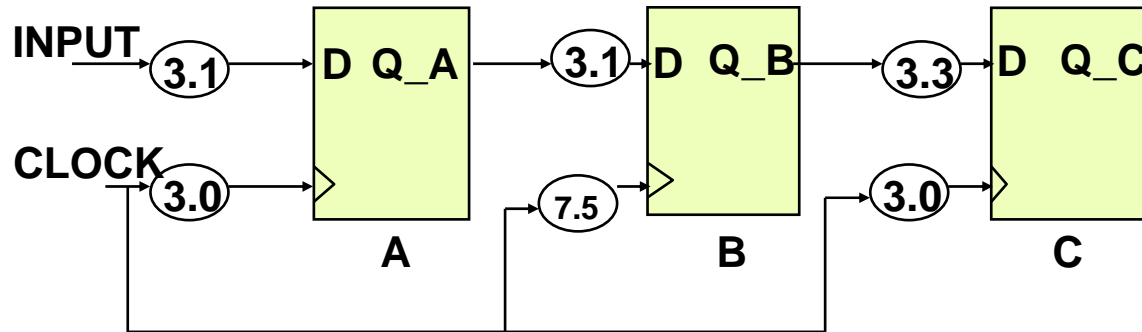 INPUT 3.1 D Q_A 3.1 D Q_B 3.3 D Q_C
CLOCK 3.0 7.5 3.0
A B C